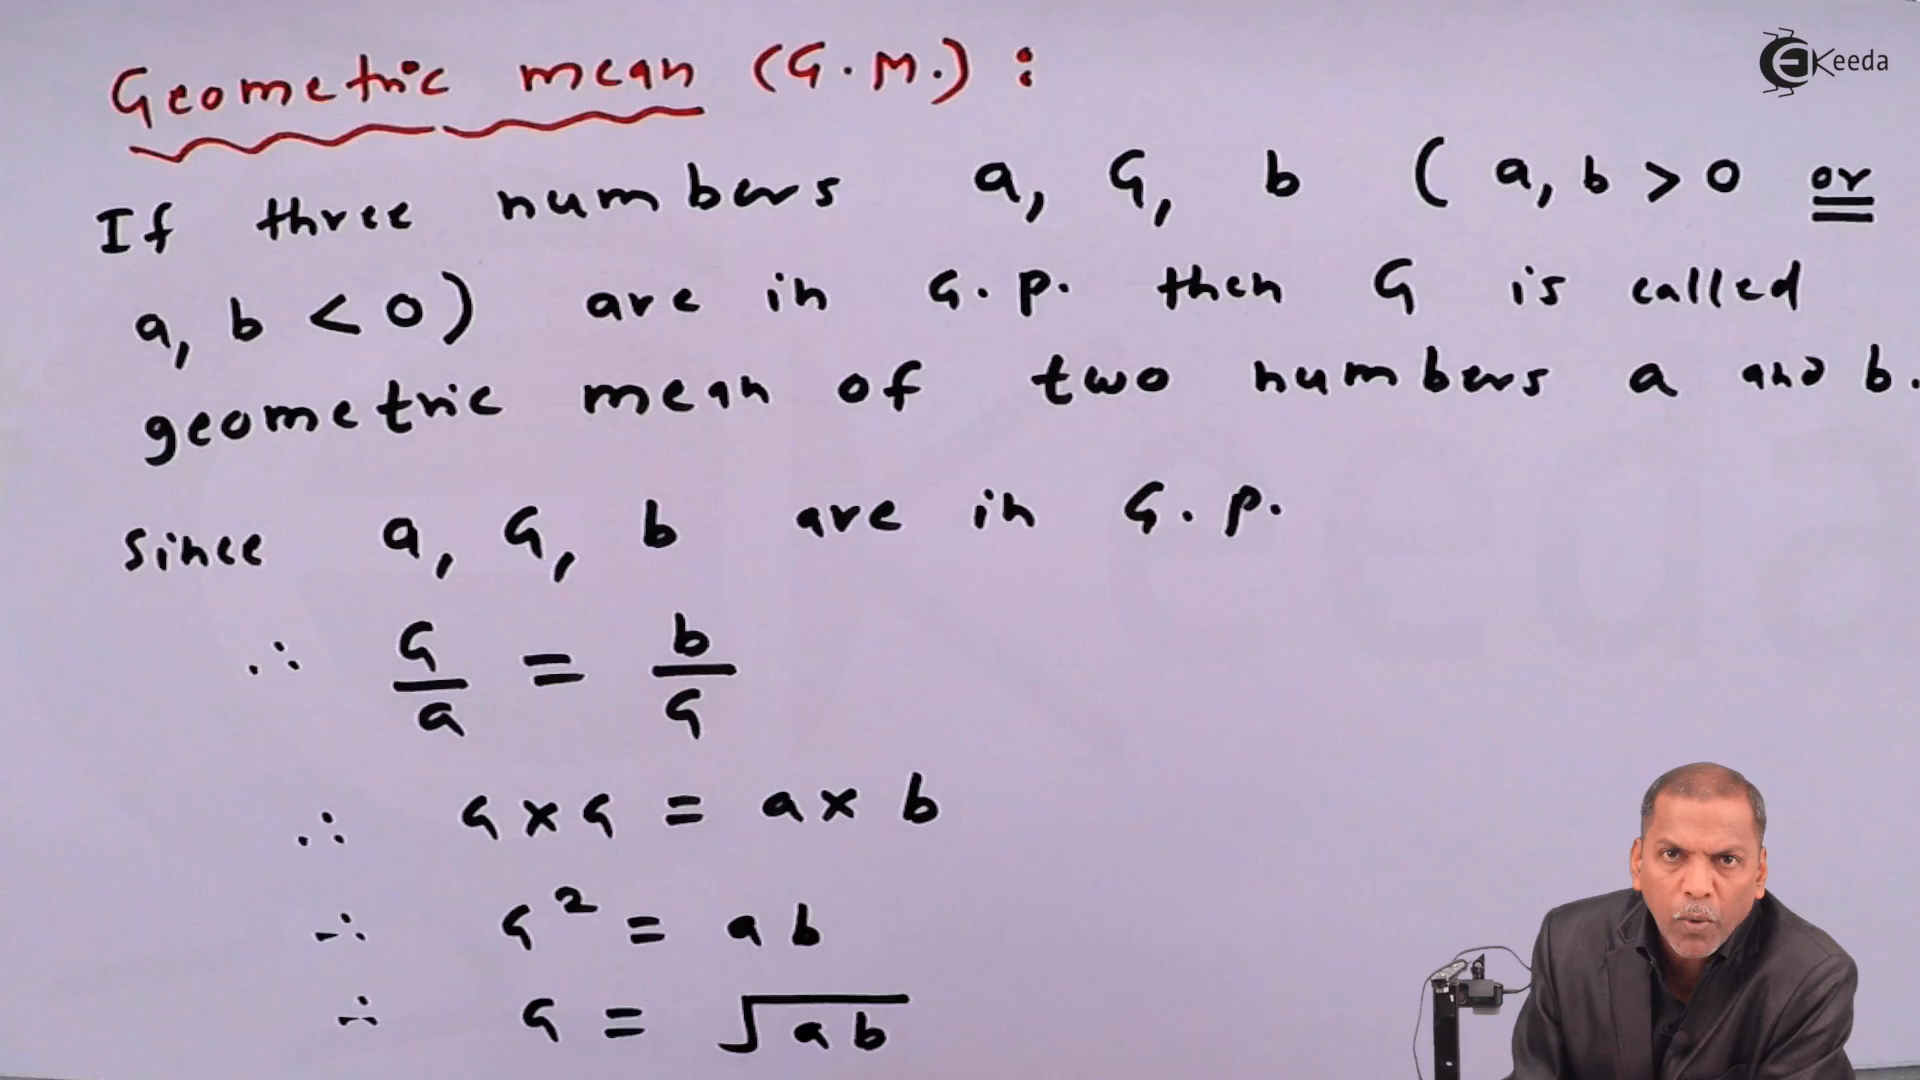 Geometric mean (G.M.) :
Keeda
If three numbers a, G, b ( a, b > 0 or
a, b < 0 ) are in G.P. then G is called
geometric mean of two numbers a and b.
Since a, G, b are in G.P.
∴ G/a = b/G
∴ G × G = a × b
∴ G² = ab
∴ G = √ab